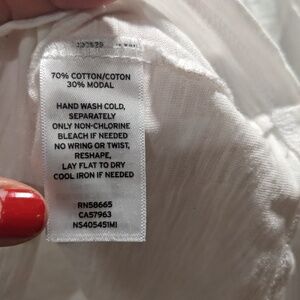 70% COTTON/COTON
30% MODAL
HAND WASH COLD,
SEPARATELY
ONLY NON-CHLORINE
BLEACH IF NEEDED
NO WRING OR TWIST,
RESHAPE,
LAY FLAT TO DRY
COOL IRON IF NEEDED
RN58665
CA57963
NS405451MI